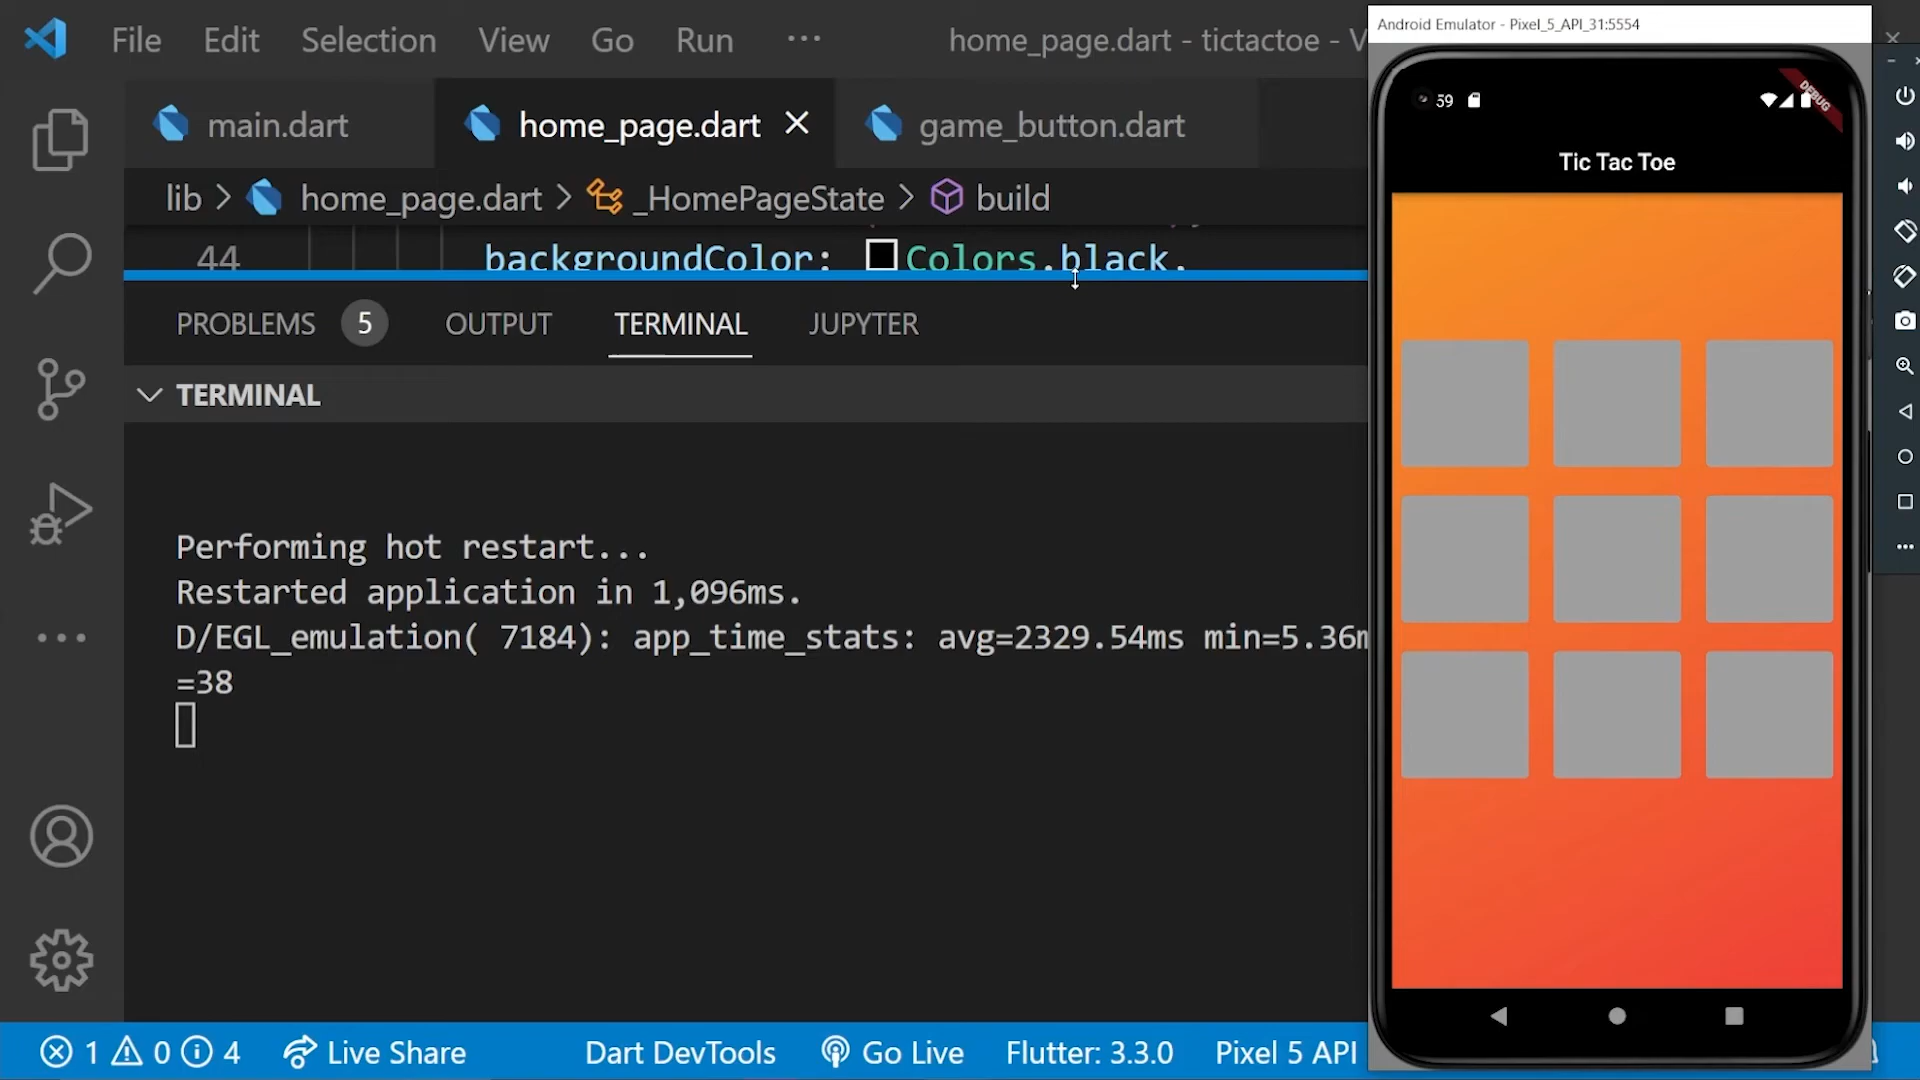 File Edit Selection View Go Run ··· home_page.dart - tictactoe - V
main.dart home_page.dart game_button.dart
lib > home_page.dart > _HomePageState > build
44 backgroundColor: Colors.black,
PROBLEMS 5 OUTPUT TERMINAL JUPYTER
TERMINAL
Performing hot restart...
Restarted application in 1,096ms.
D/EGL_emulation( 7184): app_time_stats: avg=2329.54ms min=5.36m
=38
1 0 4 Live Share Dart DevTools Go Live Flutter: 3.3.0 Pixel 5 API
Android Emulator - Pixel_5_API_31:5554
59
DEBUG
Tic Tac Toe